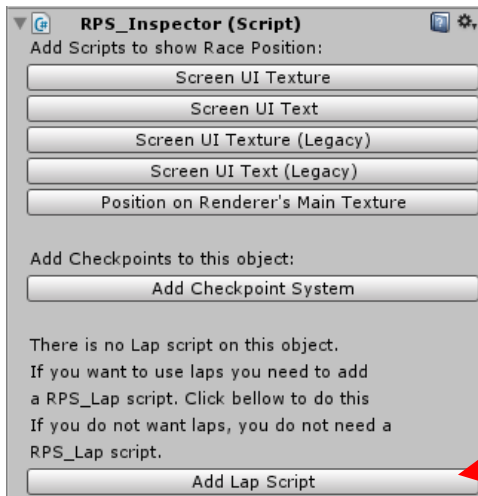 RPS_Inspector (Script)
Add Scripts to show Race Position:
Screen UI Texture
Screen UI Text
Screen UI Texture (Legacy)
Screen UI Text (Legacy)
Position on Renderer's Main Texture
Add Checkpoints to this object:
Add Checkpoint System
There is no Lap script on this object.
If you want to use laps you need to add
a RPS_Lap script. Click bellow to do this
If you do not want laps, you do not need a
RPS_Lap script.
Add Lap Script